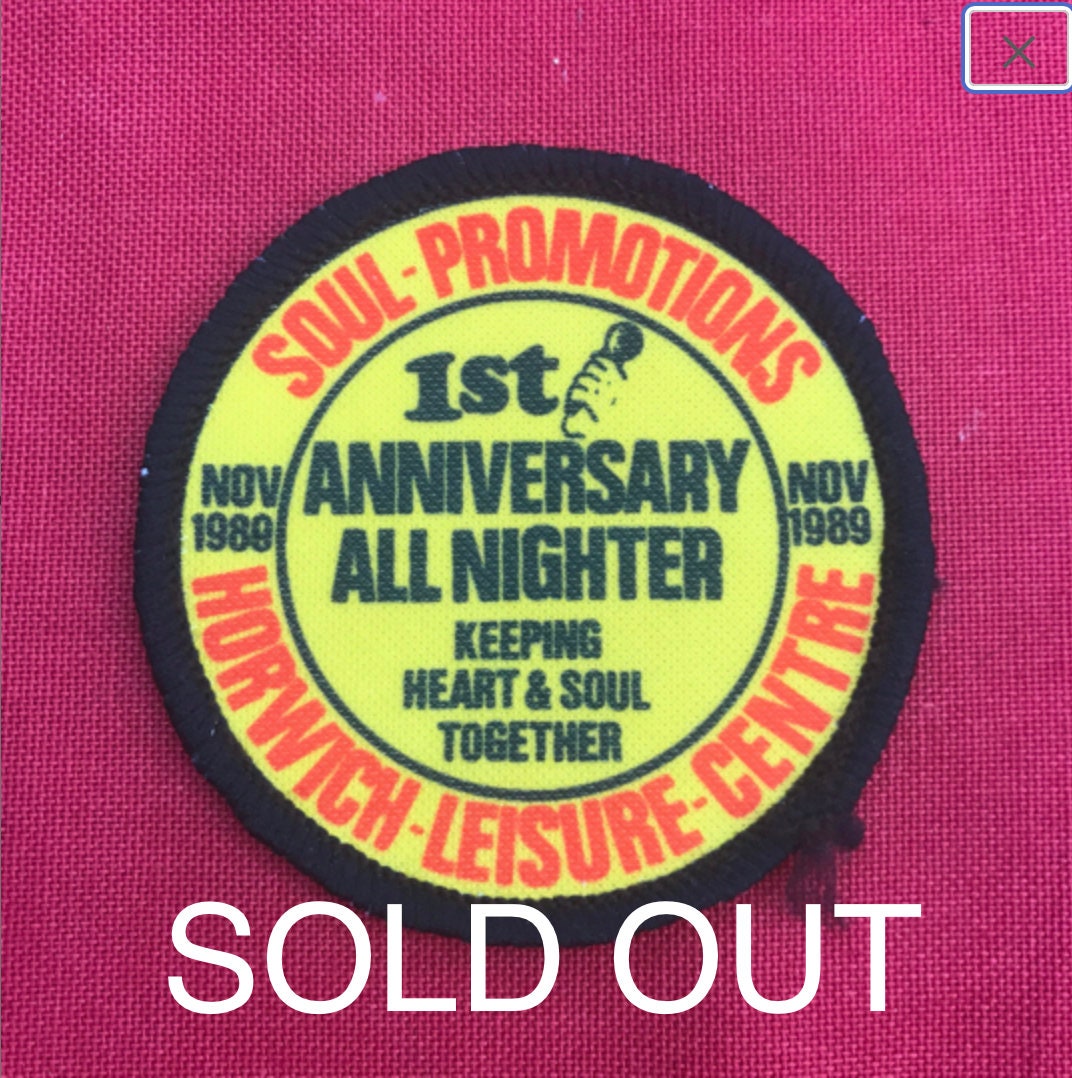 SOUL-PROMOTIONS
1st
ANNIVERSARY
ALL NIGHTER
KEEPING
HEART & SOUL
TOGETHER
NOV
1989
NOV
1989
HORWICH-LEISURE-CENTRE
SOLD OUT